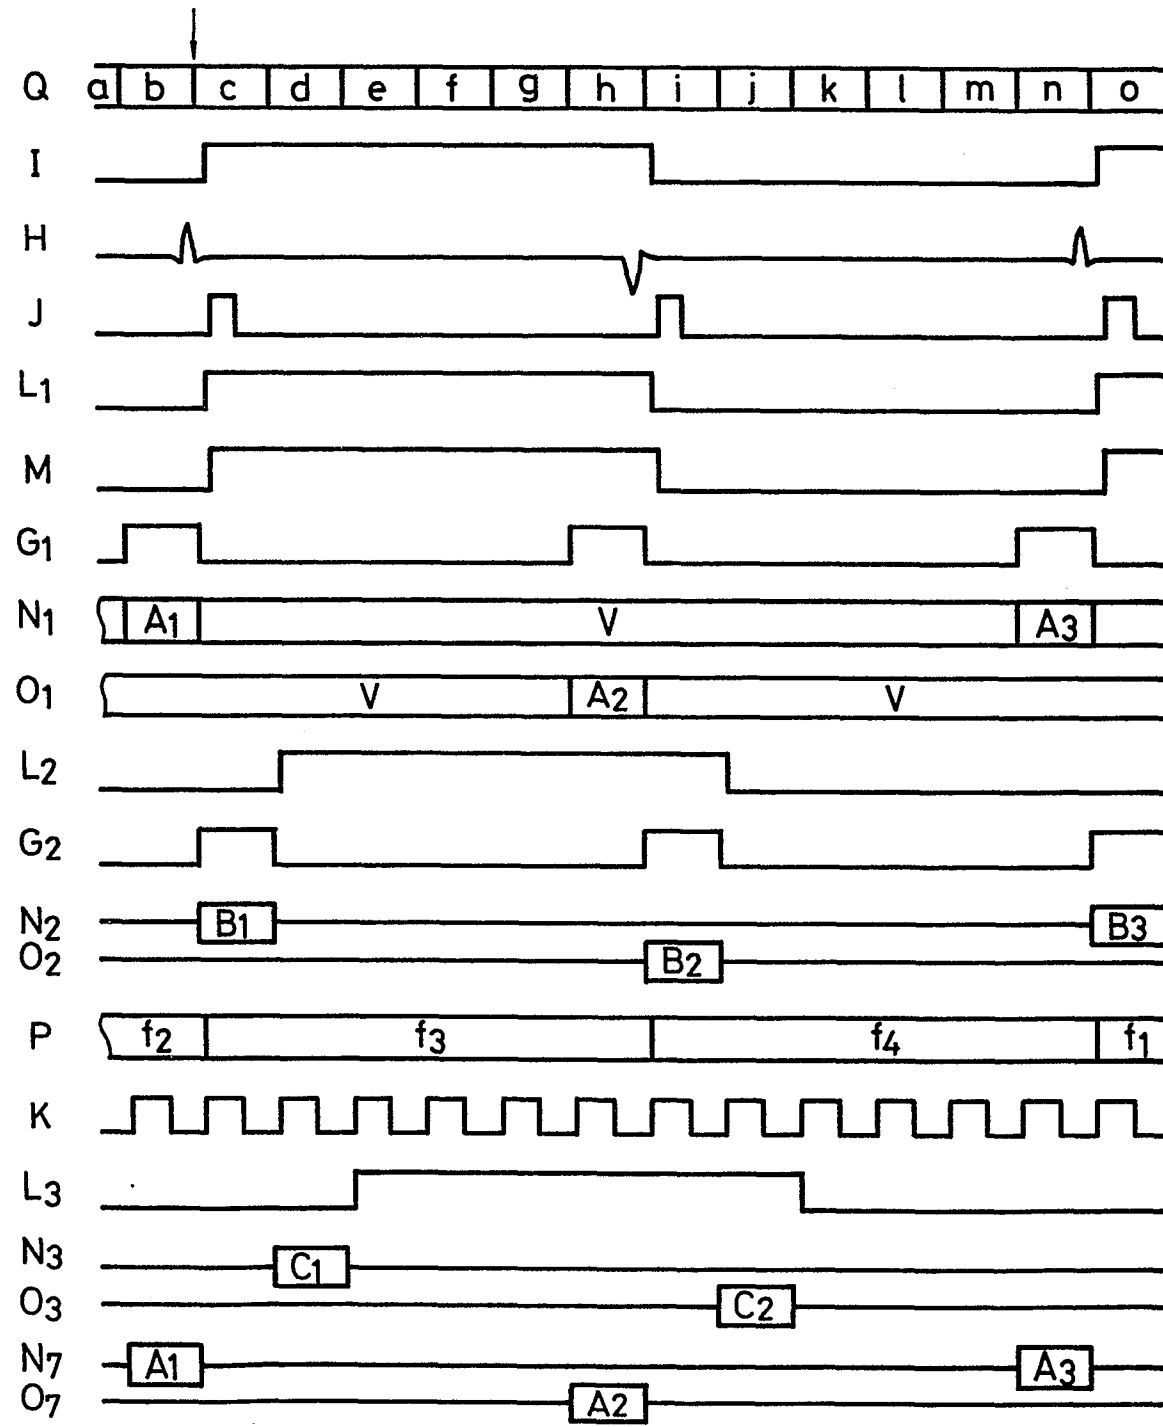 Q a b c d e f g h i j k l m n o
I
H
J
L1
M
G1
N1 A1 V A3
O1 V A2 V
L2
G2
N2 B1 B3
O2 B2
P f2 f3 f4 f1
K
L3
N3 C1
O3 C2
N7 A1 A3
O7 A2